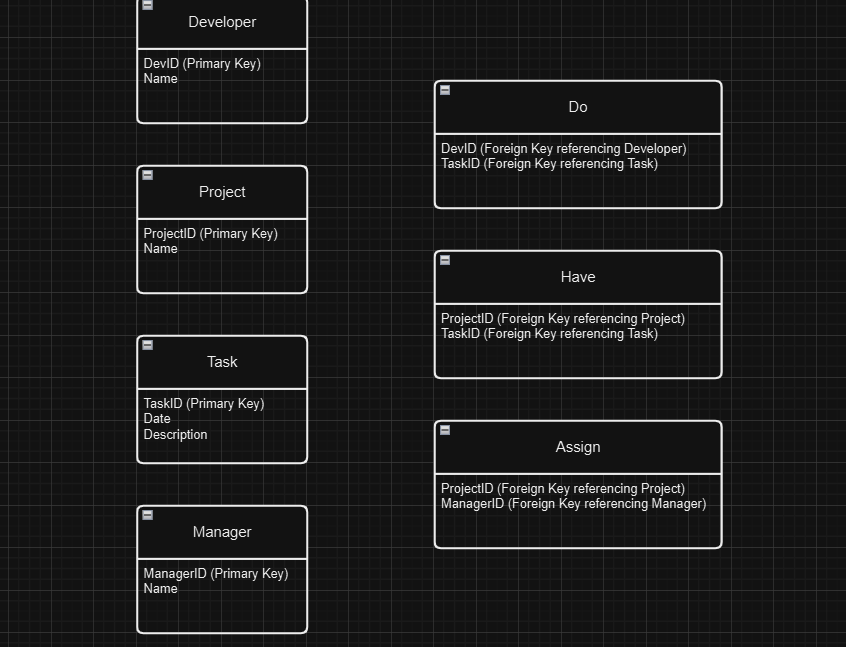 Developer
DevID (Primary Key)
Name
Project
ProjectID (Primary Key)
Name
Task
TaskID (Primary Key)
Date
Description
Manager
ManagerID (Primary Key)
Name
Do
DevID (Foreign Key referencing Developer)
TaskID (Foreign Key referencing Task)
Have
ProjectID (Foreign Key referencing Project)
TaskID (Foreign Key referencing Task)
Assign
ProjectID (Foreign Key referencing Project)
ManagerID (Foreign Key referencing Manager)